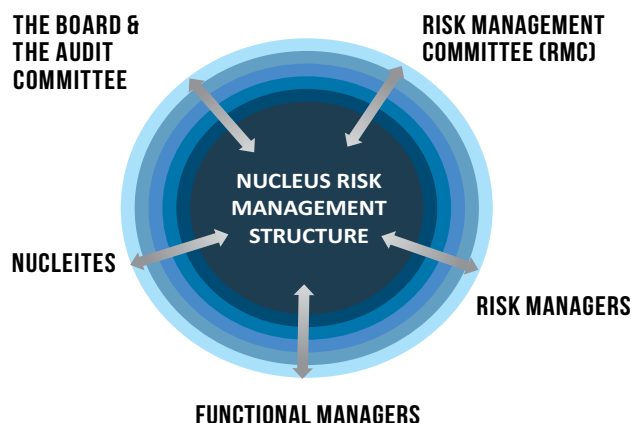 THE BOARD &
THE AUDIT
COMMITTEE
RISK MANAGEMENT
COMMITTEE (RMC)
NUCLEUS RISK
MANAGEMENT
STRUCTURE
NUCLEITES
RISK MANAGERS
FUNCTIONAL MANAGERS